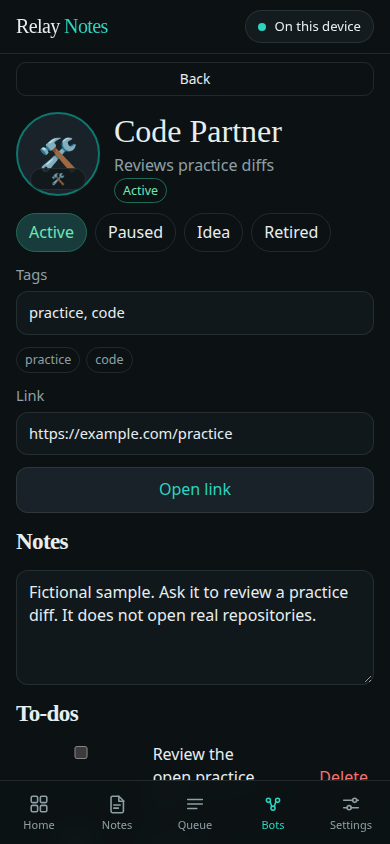 Relay Notes
On this device
Back
Code Partner
Reviews practice diffs
Active
Active
Paused
Idea
Retired
Tags
practice, code
practice
code
Link
https://example.com/practice
Open link
Notes
Fictional sample. Ask it to review a practice
diff. It does not open real repositories.
To-dos
Review the
open practice
Delete
Home
Notes
Queue
Bots
Settings